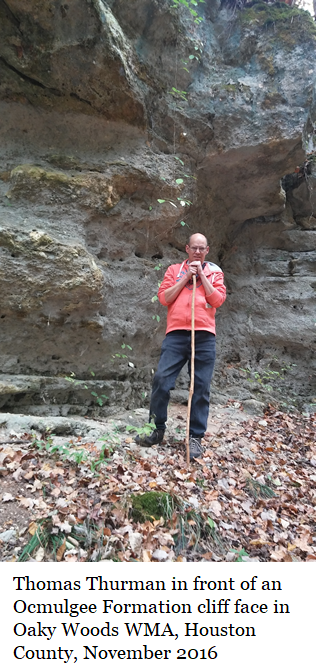 Thomas Thurman in front of an
Ocmulgee Formation cliff face in
Oaky Woods WMA, Houston
County, November 2016